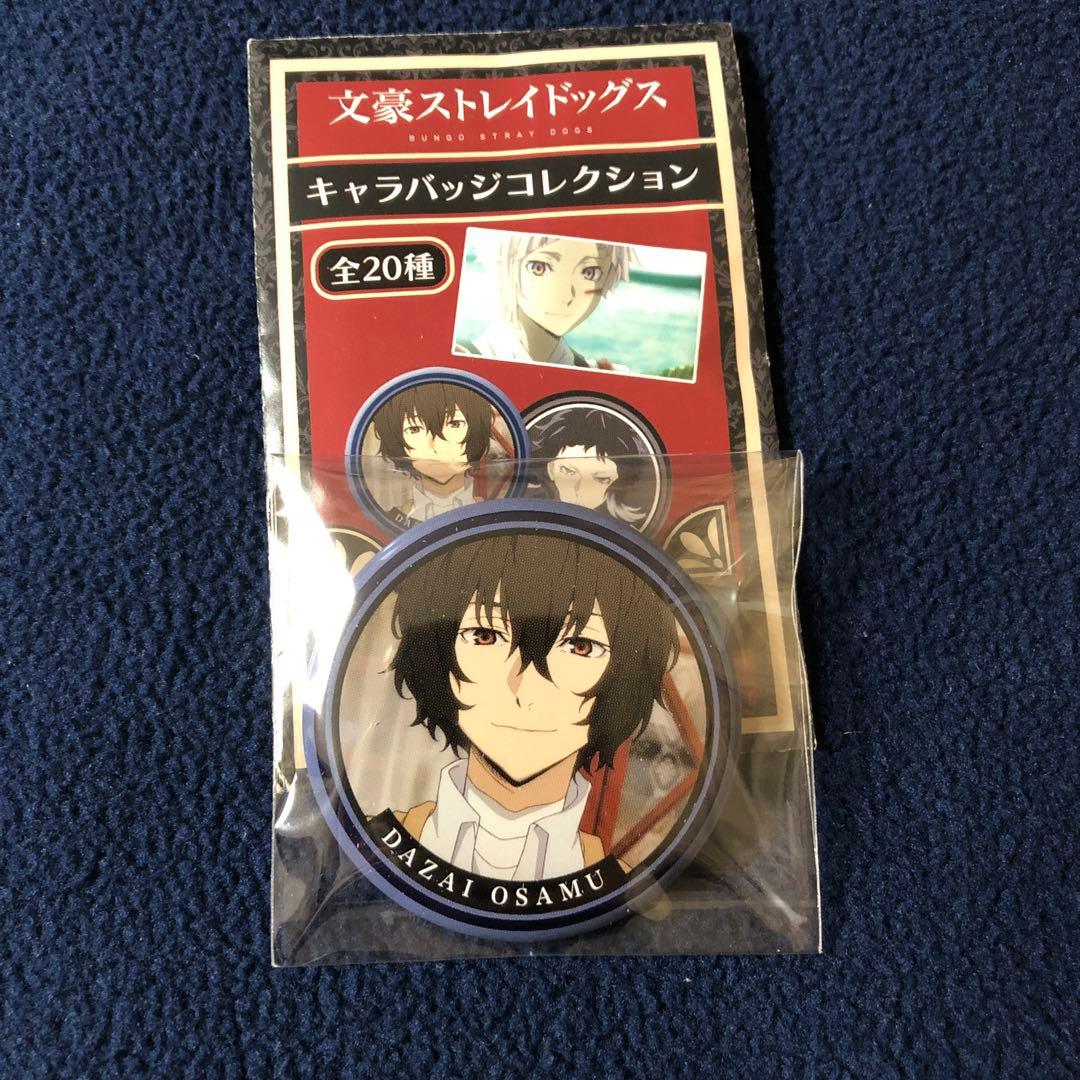 文豪ストレイドッグス
BUNGO STRAY DOGS
キャラバッジコレクション
全20種
DAZAI OSAMU